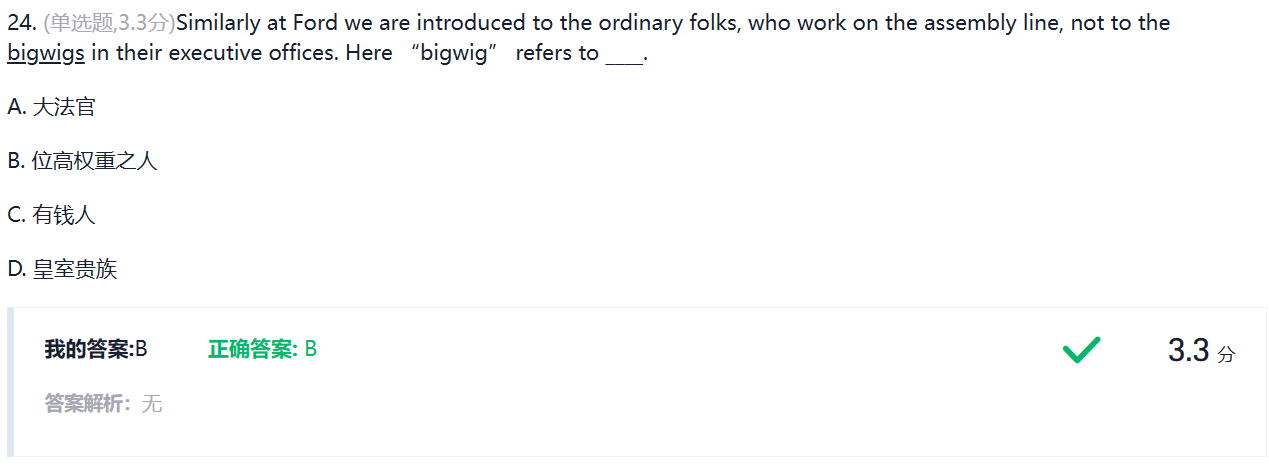 24. (单选题,3.3分)Similarly at Ford we are introduced to the ordinary folks, who work on the assembly line, not to the
bigwigs in their executive offices. Here “bigwig” refers to ____.
A. 大法官
B. 位高权重之人
C. 有钱人
D. 皇室贵族
我的答案:B 正确答案: B 3.3 分
答案解析：无